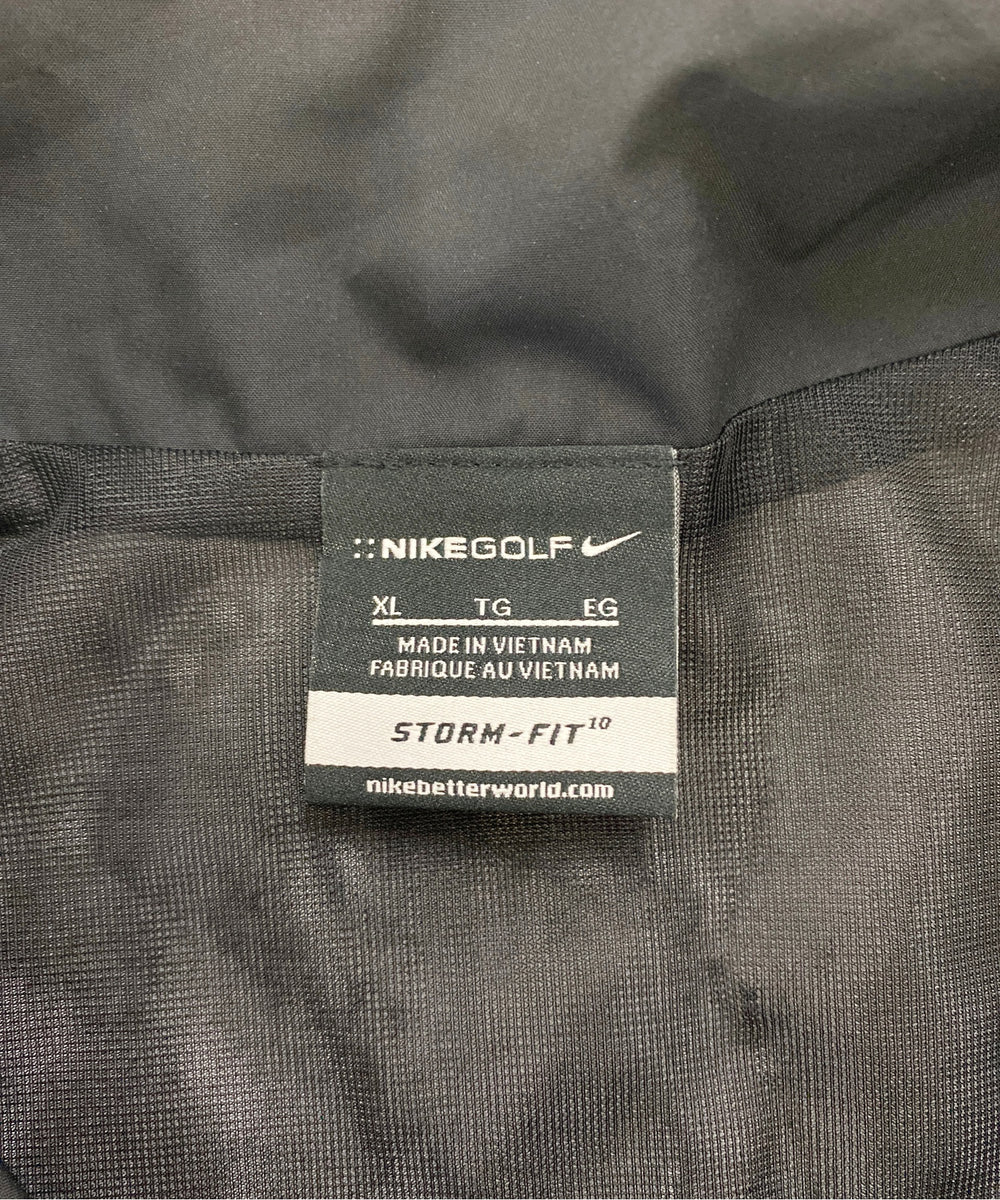 ::NIKEGOLF
XL TG EG
MADE IN VIETNAM
FABRIQUE AU VIETNAM
STORM-FIT10
nikebetterworld.com